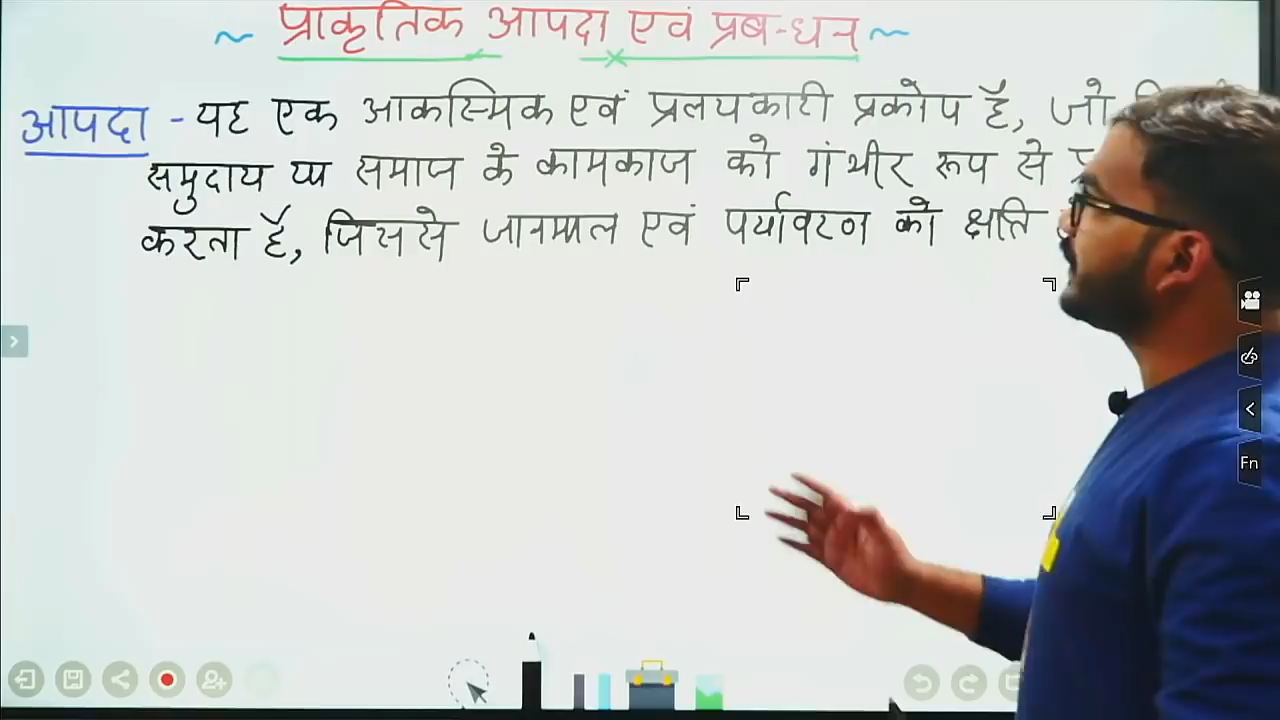 ~ प्राकृतिक आपदा एवं प्रबन्धन ~
आपदा - यह एक आकस्मिक एवं प्रलयकारी प्रकोप है, जो
समुदाय या समाज के कामकाज को गंभीर रूप से
करता है, जिससे जानमाल एवं पर्यावरण को क्षति
Fn